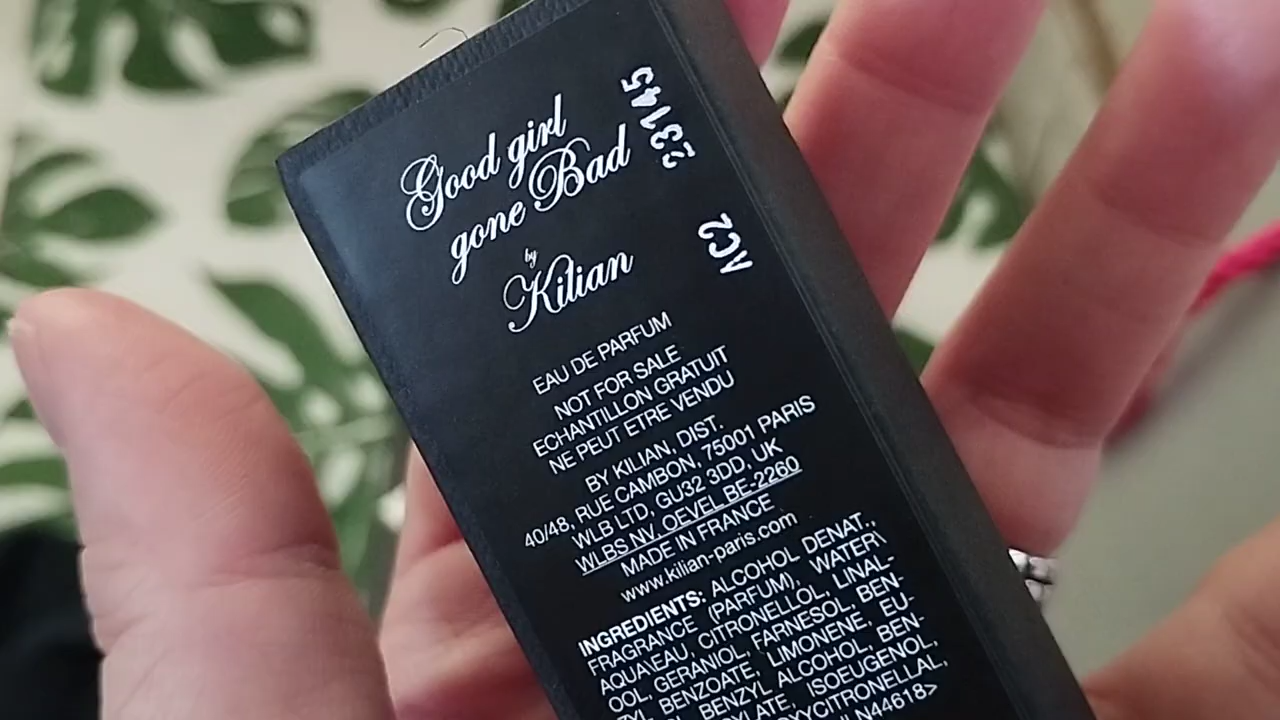 Good girl
gone Bad
by
Kilian
23145
AC2
EAU DE PARFUM
NOT FOR SALE
ECHANTILLON GRATUIT
NE PEUT ETRE VENDU
BY KILIAN, DIST.
40/48, RUE CAMBON, 75001 PARIS
WLB LTD, GU32 3DD, UK
WLBS NV, OEVEL BE-2260
MADE IN FRANCE
www.kilian-paris.com
INGREDIENTS: ALCOHOL DENAT.,
FRAGRANCE (PARFUM), WATER\
AQUA\EAU, CITRONELLOL, LINAL-
OOL, GERANIOL, FARNESOL, BEN-
ZYL BENZOATE, LIMONENE, EU-
BENZYL ALCOHOL, BEN-
ISOEUGENOL,